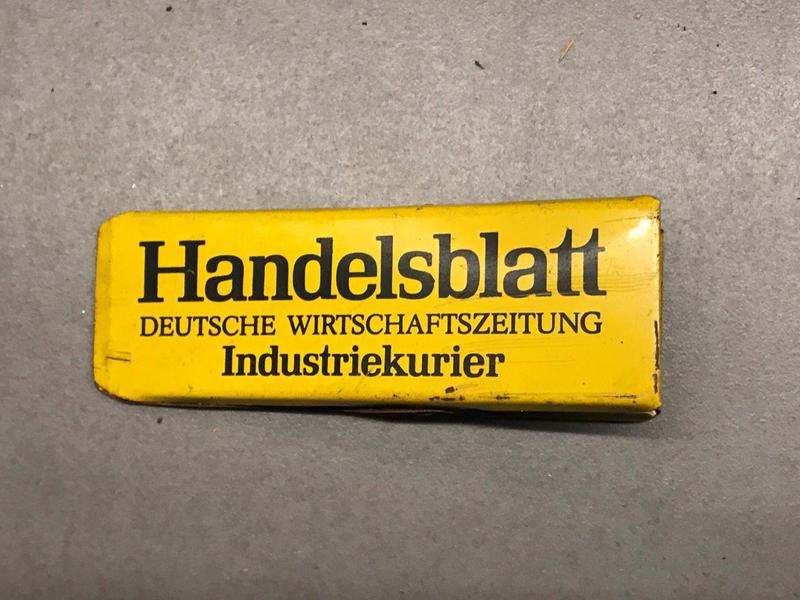 Handelsblatt
DEUTSCHE WIRTSCHAFTSZEITUNG
Industriekurier